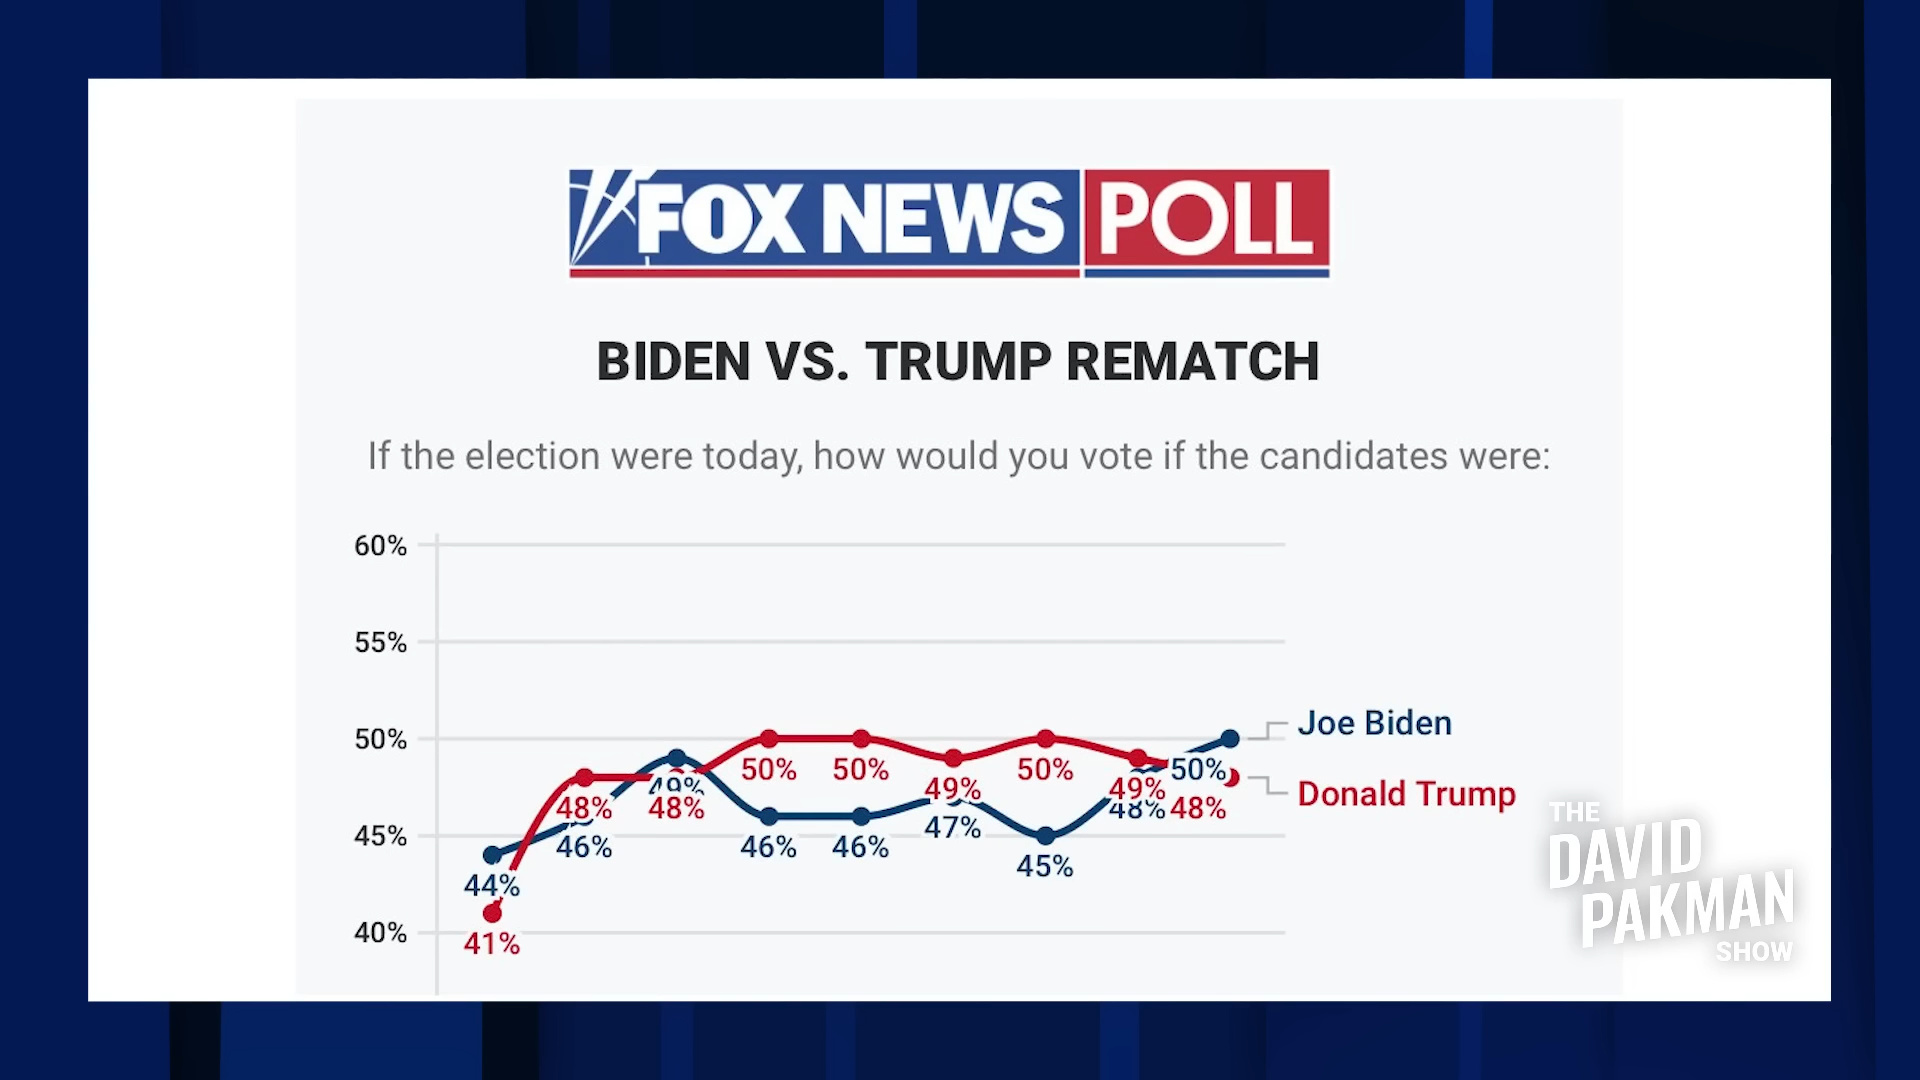 FOX NEWS POLL
BIDEN VS. TRUMP REMATCH
If the election were today, how would you vote if the candidates were:
60%
55%
50%
45%
40%
44%
41%
48%
46%
49%
48%
50%
46%
50%
46%
49%
47%
50%
45%
49%
48%
50%
48%
Joe Biden
Donald Trump
THE
DAVID
PAKMAN
SHOW